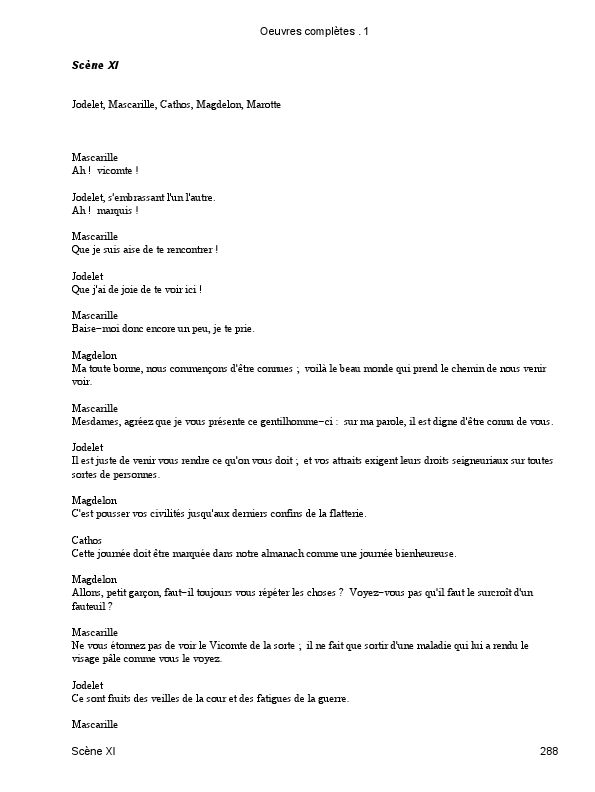 Oeuvres complètes . 1
Scène XI
Jodelet, Mascarille, Cathos, Magdelon, Marotte
Mascarille
Ah ! vicomte !
Jodelet, s'embrassant l'un l'autre.
Ah ! marquis !
Mascarille
Que je suis aise de te rencontrer !
Jodelet
Que j'ai de joie de te voir ici !
Mascarille
Baise−moi donc encore un peu, je te prie.
Magdelon
Ma toute bonne, nous commençons d'être connues ; voilà le beau monde qui prend le chemin de nous venir
voir.
Mascarille
Mesdames, agréez que je vous présente ce gentilhomme−ci : sur ma parole, il est digne d'être connu de vous.
Jodelet
Il est juste de venir vous rendre ce qu'on vous doit ; et vos attraits exigent leurs droits seigneuriaux sur toutes
sortes de personnes.
Magdelon
C'est pousser vos civilités jusqu'aux derniers confins de la flatterie.
Cathos
Cette journée doit être marquée dans notre almanach comme une journée bienheureuse.
Magdelon
Allons, petit garçon, faut−il toujours vous répéter les choses ? Voyez−vous pas qu'il faut le surcroît d'un
fauteuil ?
Mascarille
Ne vous étonnez pas de voir le Vicomte de la sorte ; il ne fait que sortir d'une maladie qui lui a rendu le
visage pâle comme vous le voyez.
Jodelet
Ce sont fruits des veilles de la cour et des fatigues de la guerre.
Mascarille
Scène XI
288